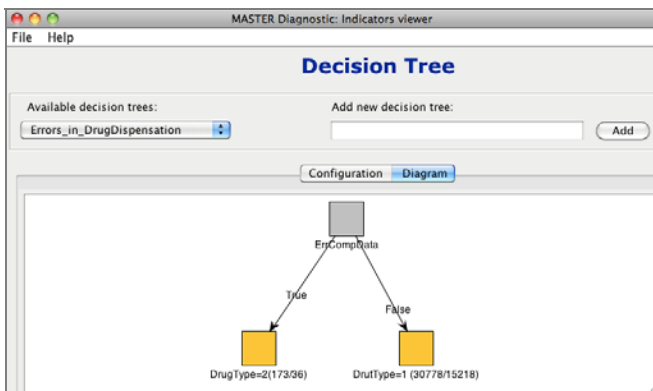 MASTER Diagnostic: Indicators viewer
File Help
Decision Tree
Available decision trees: Add new decision tree:
Errors_in_DrugDispensation Add
Configuration Diagram
ErrCompData
True False
DrugType=2(173/36) DrutType=1 (30778/15218)